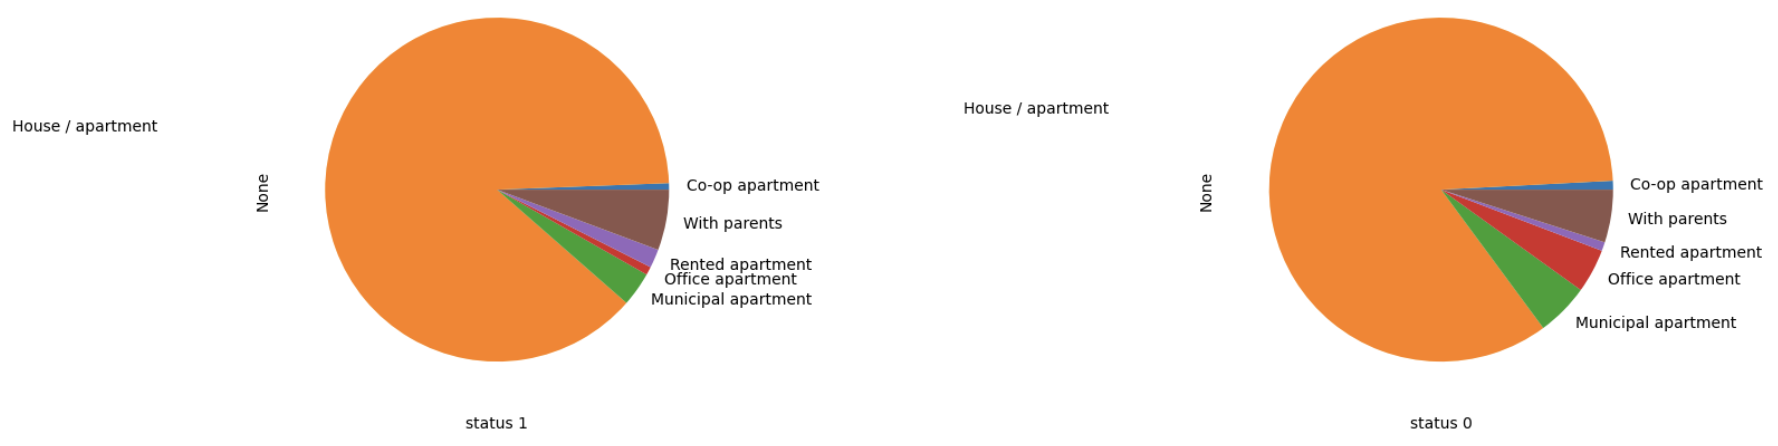 House / apartment
None
Co-op apartment
With parents
Rented apartment
Office apartment
Municipal apartment
status 1
House / apartment
None
Co-op apartment
With parents
Rented apartment
Office apartment
Municipal apartment
status 0